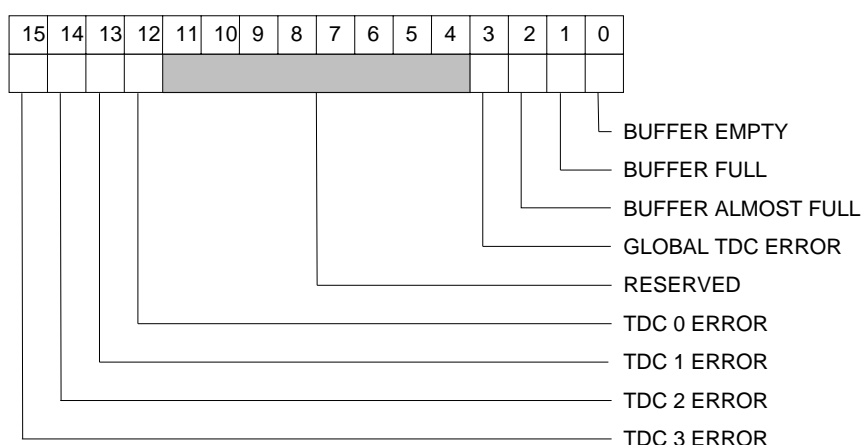 15 14 13 12 11 10 9 8 7 6 5 4 3 2 1 0
BUFFER EMPTY
BUFFER FULL
BUFFER ALMOST FULL
GLOBAL TDC ERROR
RESERVED
TDC 0 ERROR
TDC 1 ERROR
TDC 2 ERROR
TDC 3 ERROR